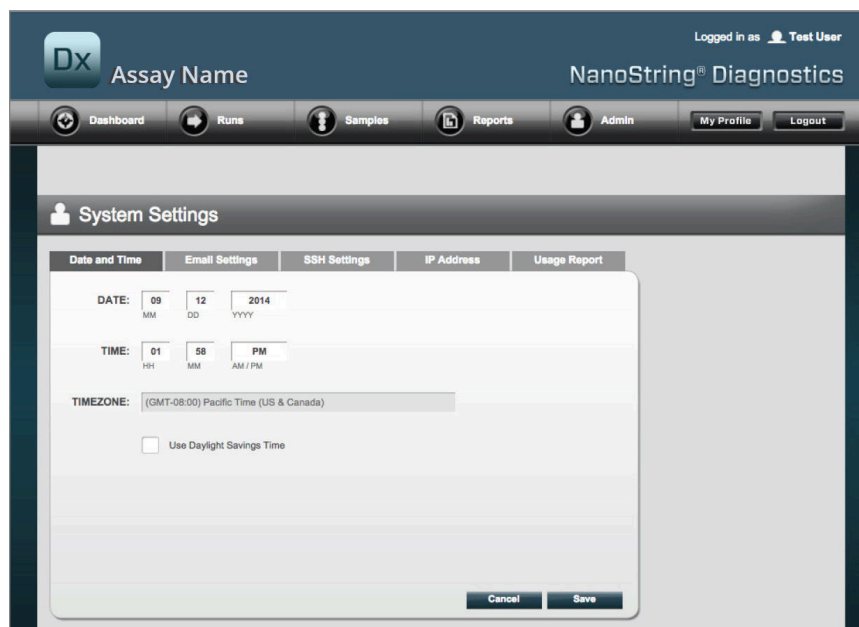 Logged in as Test User
Dx Assay Name
NanoString® Diagnostics
Dashboard Runs Samples Reports Admin My Profile Logout
System Settings
Date and Time Email Settings SSH Settings IP Address Usage Report
DATE: 09 12 2014
MM DD YYYY
TIME: 01 58 PM
HH MM AM / PM
TIMEZONE: (GMT-08:00) Pacific Time (US & Canada)
Use Daylight Savings Time
Cancel Save